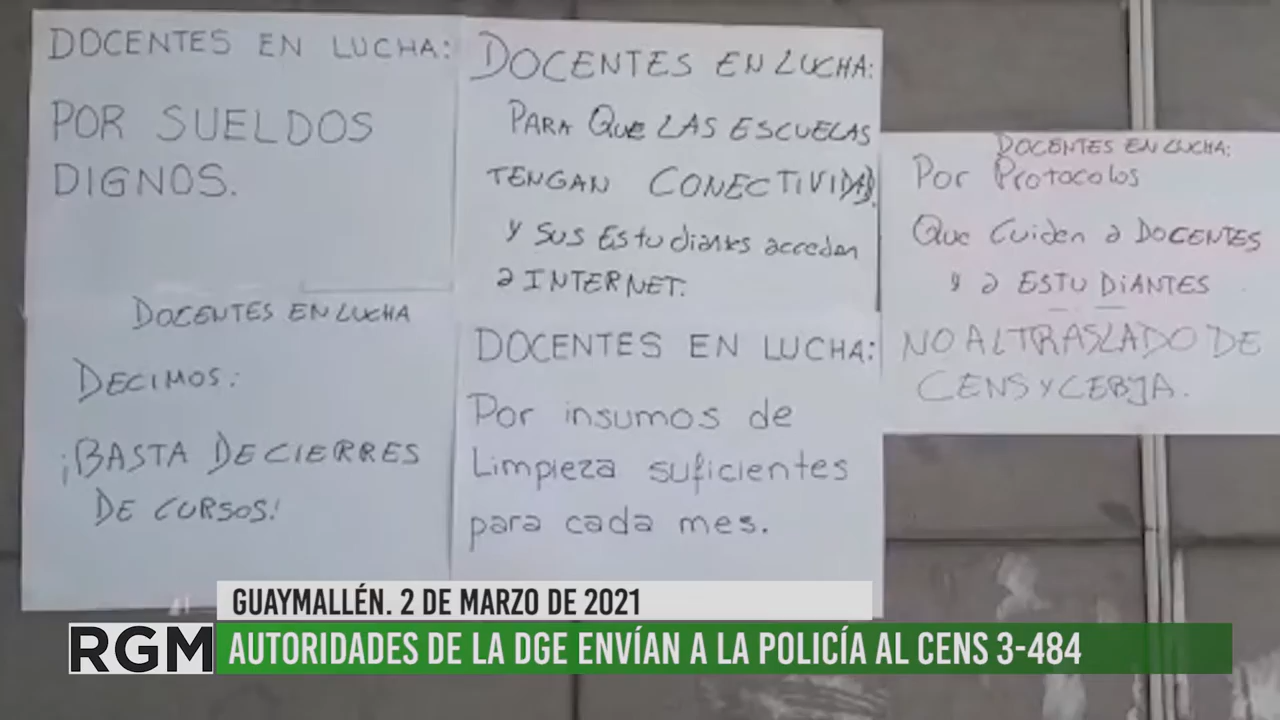 DOCENTES EN LUCHA:
POR SUELDOS
DIGNOS.
DOCENTES EN LUCHA:
PARA QUE LAS ESCUELAS
TENGAN CONECTIVIDAD.
Y SUS EStudiantes acceden
a INTERNET.
DOCENTES EN LUCHA:
Por Protocolos
Que Cuiden a DOCENTES
y a ESTUDIANTES
NO AL TRASLADO DE
CENS Y CEBJA.
DOCENTES EN LUCHA
DECIMOS:
¡BASTA DE CIERRES
DE CURSOS!
DOCENTES EN LUCHA:
Por insumos de
Limpieza suficientes
para cada mes.
GUAYMALLÉN. 2 DE MARZO DE 2021
RGM
AUTORIDADES DE LA DGE ENVÍAN A LA POLICÍA AL CENS 3-484